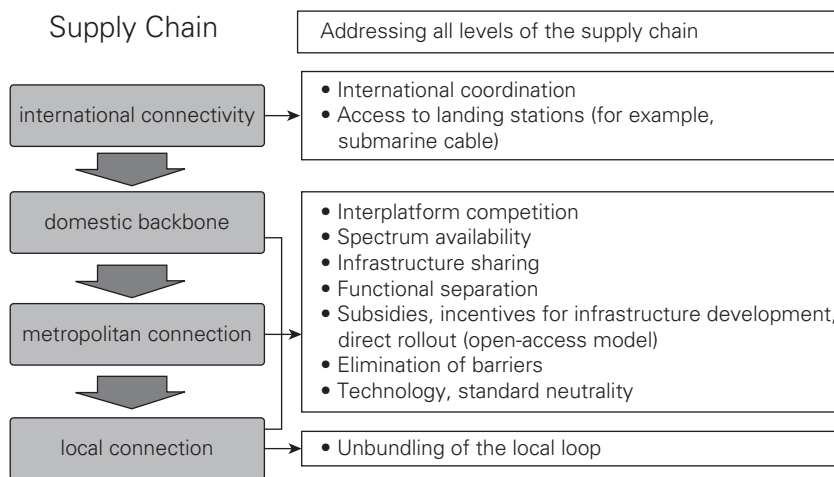 Supply Chain
Addressing all levels of the supply chain
international connectivity
• International coordination
• Access to landing stations (for example,
submarine cable)
domestic backbone
metropolitan connection
• Interplatform competition
• Spectrum availability
• Infrastructure sharing
• Functional separation
• Subsidies, incentives for infrastructure development,
direct rollout (open-access model)
• Elimination of barriers
• Technology, standard neutrality
local connection
• Unbundling of the local loop